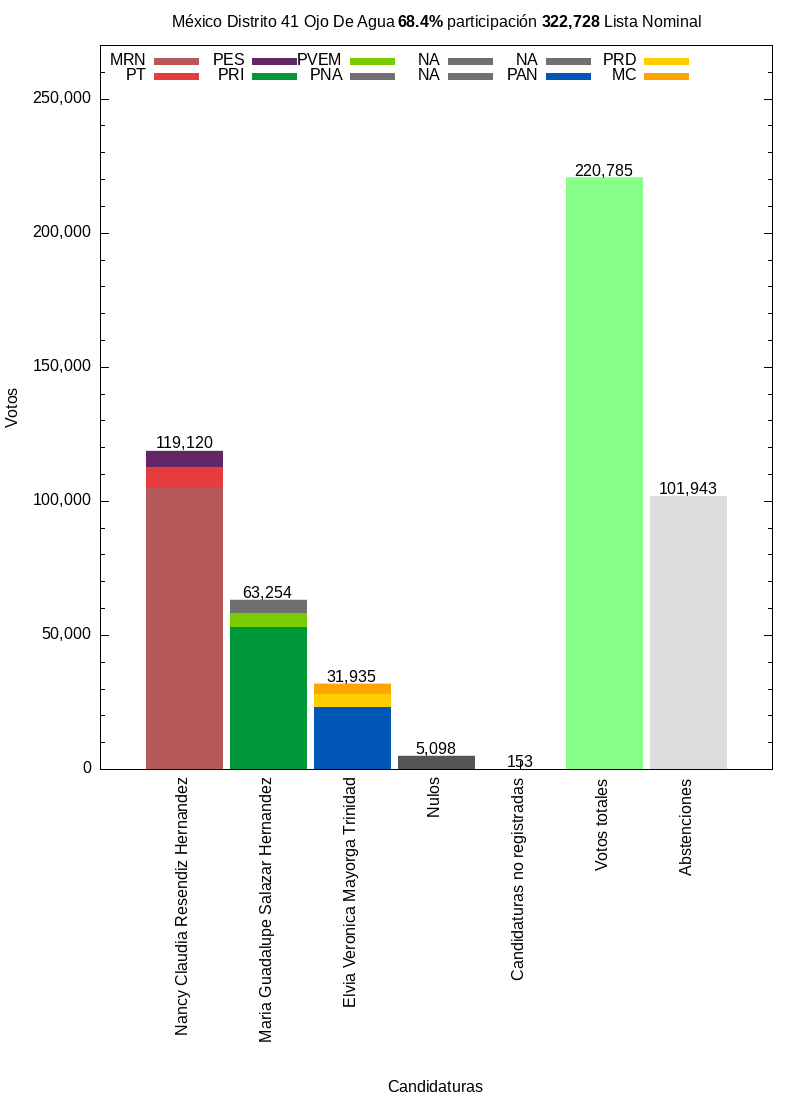 México Distrito 41 Ojo De Agua 68.4% participación 322,728 Lista Nominal
MRN PES PVEM NA NA PRD
PT PRI PNA NA PAN MC
250,000
200,000
150,000
100,000
50,000
0
Votos
119,120
63,254
31,935
5,098
153
220,785
101,943
Nancy Claudia Resendiz Hernandez
Maria Guadalupe Salazar Hernandez
Elvia Veronica Mayorga Trinidad
Nulos
Candidaturas no registradas
Votos totales
Abstenciones
Candidaturas